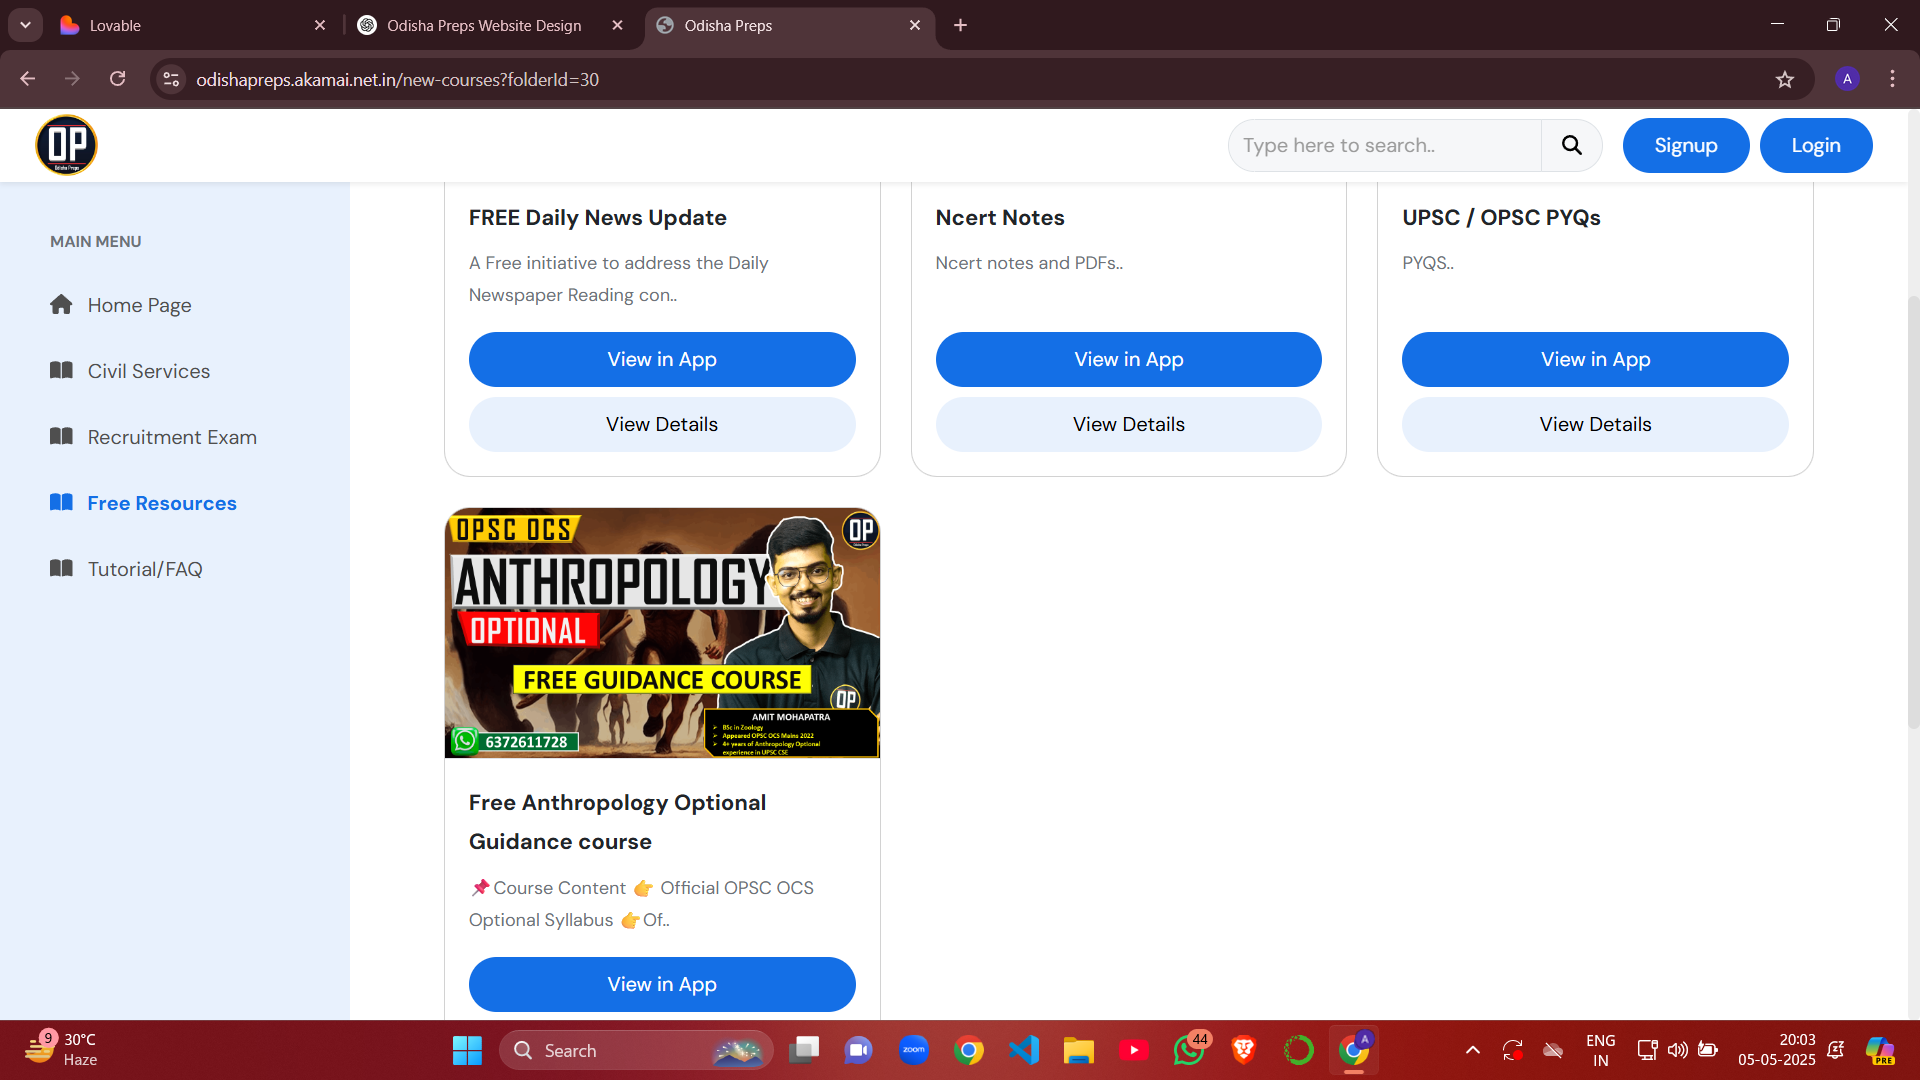 Lovable
Odisha Preps Website Design
Odisha Preps
odishapreps.akamai.net.in/new-courses?folderId=30
A
OP
Odisha Preps
Type here to search..
Signup
Login
MAIN MENU
Home Page
Civil Services
Recruitment Exam
Free Resources
Tutorial/FAQ
FREE Daily News Update
A Free initiative to address the Daily
Newspaper Reading con..
View in App
View Details
Ncert Notes
Ncert notes and PDFs..
View in App
View Details
UPSC / OPSC PYQs
PYQS..
View in App
View Details
OPSC OCS
OP
ANTHROPOLOGY
OPTIONAL
FREE GUIDANCE COURSE
OP
AMIT MOHAPATRA
BSc in Zoology
Appeared OPSC OCS Mains 2022
4+ years of Anthropology Optional
experience in UPSC CSE
6372611728
Free Anthropology Optional
Guidance course
📌Course Content 👉 Official OPSC OCS
Optional Syllabus 👉Of..
View in App
9
30°C
Haze
Search
zoom
44
A
ENG
IN
20:03
05-05-2025
PRE